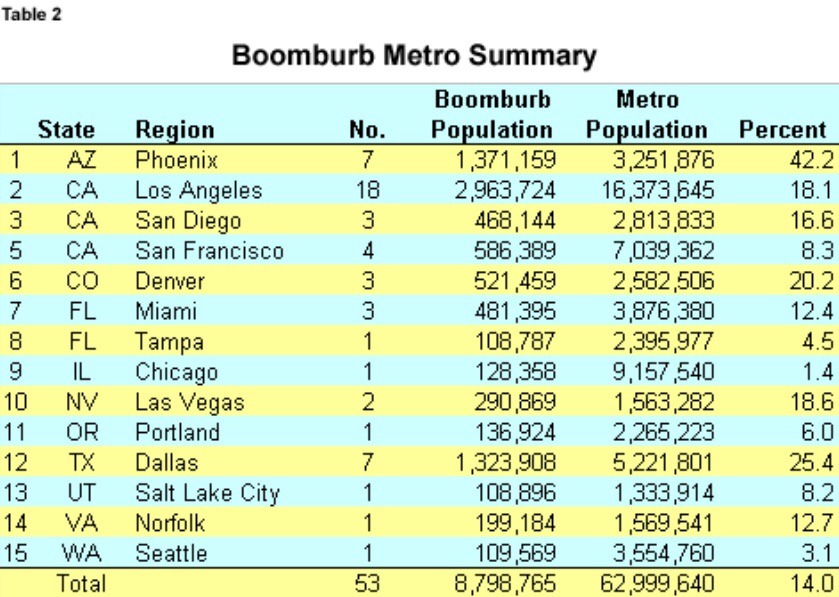 Table 2
Boomburb Metro Summary
Boomburb Metro
State Region No. Population Population Percent
1 AZ Phoenix 7 1,371,159 3,251,876 42.2
2 CA Los Angeles 18 2,963,724 16,373,645 18.1
3 CA San Diego 3 468,144 2,813,833 16.6
5 CA San Francisco 4 586,389 7,039,362 8.3
6 CO Denver 3 521,459 2,582,506 20.2
7 FL Miami 3 481,395 3,876,380 12.4
8 FL Tampa 1 108,787 2,395,977 4.5
9 IL Chicago 1 128,358 9,157,540 1.4
10 NV Las Vegas 2 290,869 1,563,282 18.6
11 OR Portland 1 136,924 2,265,223 6.0
12 TX Dallas 7 1,323,908 5,221,801 25.4
13 UT Salt Lake City 1 108,896 1,333,914 8.2
14 VA Norfolk 1 199,184 1,569,541 12.7
15 WA Seattle 1 109,569 3,554,760 3.1
Total 53 8,798,765 62,999,640 14.0